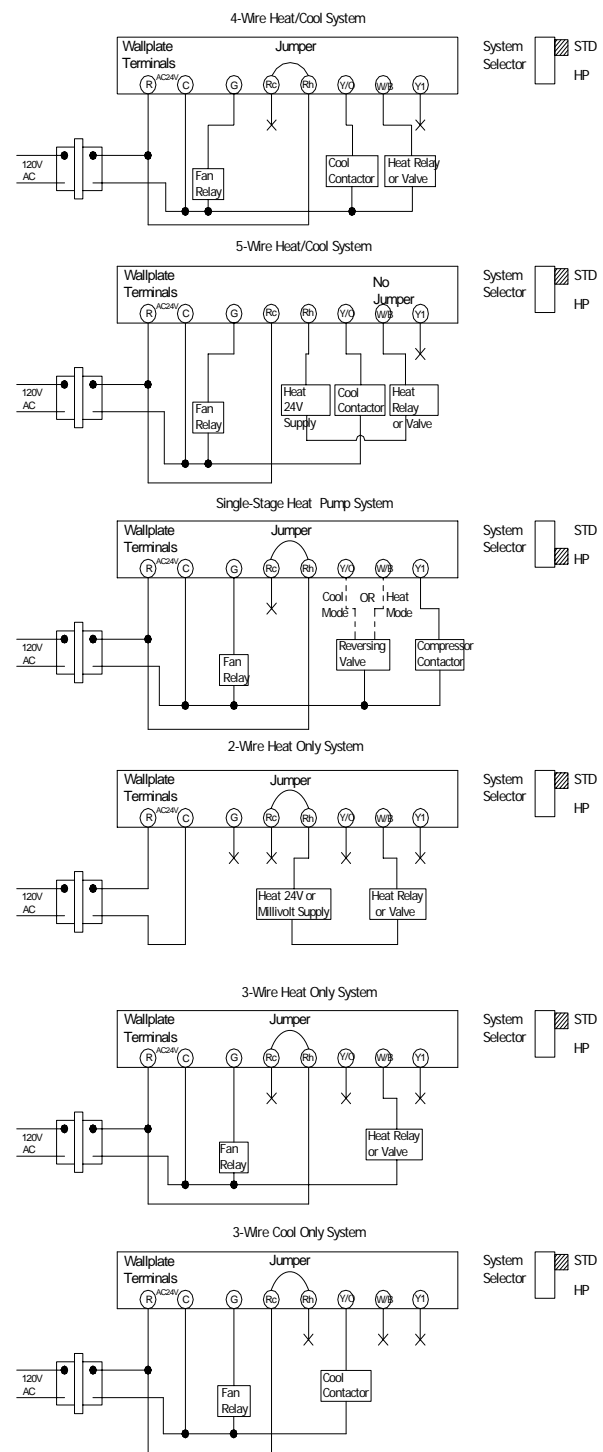 4-Wire Heat/Cool System
Wallplate Jumper System STD
Terminals Selector HP
AC24V
R C G Rc Rh Y/O W/B Y1
120V
AC
Fan
Relay
Cool
Contactor
Heat Relay
or Valve
5-Wire Heat/Cool System
Wallplate No System STD
Terminals Jumper Selector HP
AC24V
R C G Rc Rh Y/O W/B Y1
120V
AC
Fan
Relay
Heat
24V
Supply
Cool
Contactor
Heat
Relay
or Valve
Single-Stage Heat Pump System
Wallplate Jumper System STD
Terminals Selector HP
AC24V
R C G Rc Rh Y/O W/B Y1
Cool OR Heat
Mode Mode
120V
AC
Fan
Relay
Reversing
Valve
Compressor
Contactor
2-Wire Heat Only System
Wallplate Jumper System STD
Terminals Selector HP
AC24V
R C G Rc Rh Y/O W/B Y1
120V
AC
Heat 24V or
Millivolt Supply
Heat Relay
or Valve
3-Wire Heat Only System
Wallplate Jumper System STD
Terminals Selector HP
AC24V
R C G Rc Rh Y/O W/B Y1
120V
AC
Fan
Relay
Heat Relay
or Valve
3-Wire Cool Only System
Wallplate Jumper System STD
Terminals Selector HP
AC24V
R C G Rc Rh Y/O W/B Y1
120V
AC
Fan
Relay
Cool
Contactor